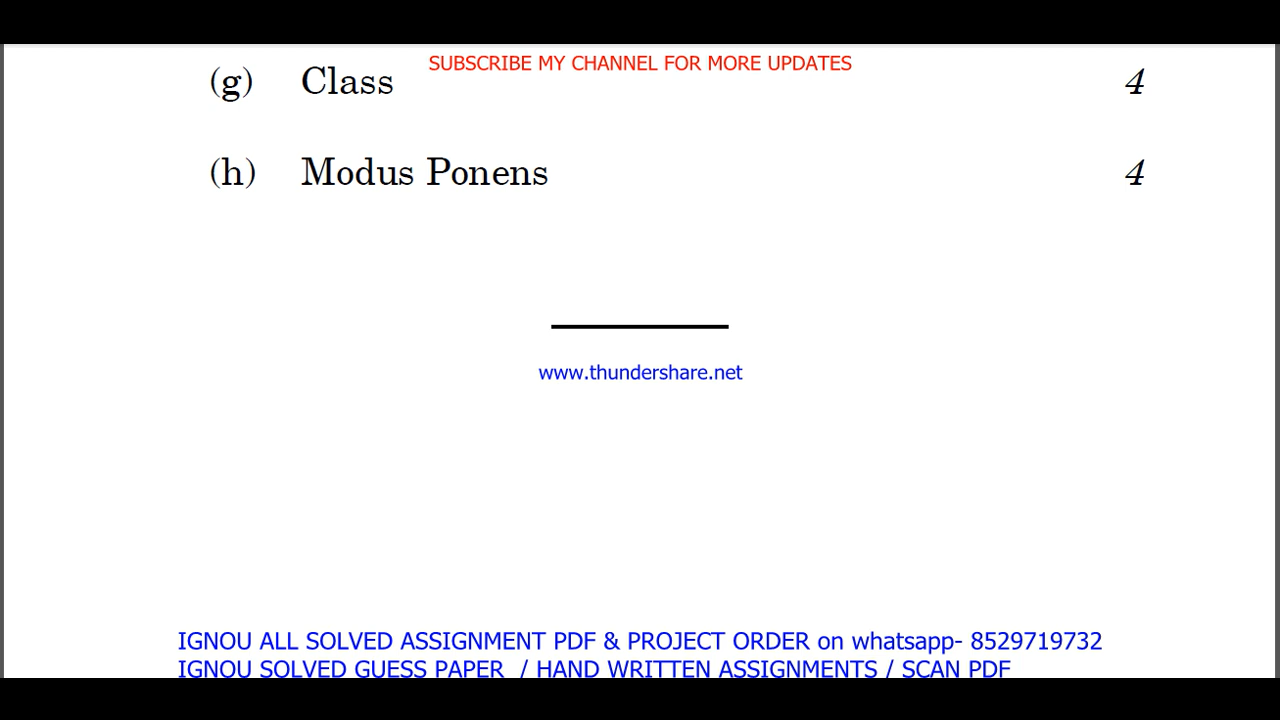 SUBSCRIBE MY CHANNEL FOR MORE UPDATES
(g) Class 4
(h) Modus Ponens 4
www.thundershare.net
IGNOU ALL SOLVED ASSIGNMENT PDF & PROJECT ORDER on whatsapp- 8529719732
IGNOU SOLVED GUESS PAPER / HAND WRITTEN ASSIGNMENTS / SCAN PDF